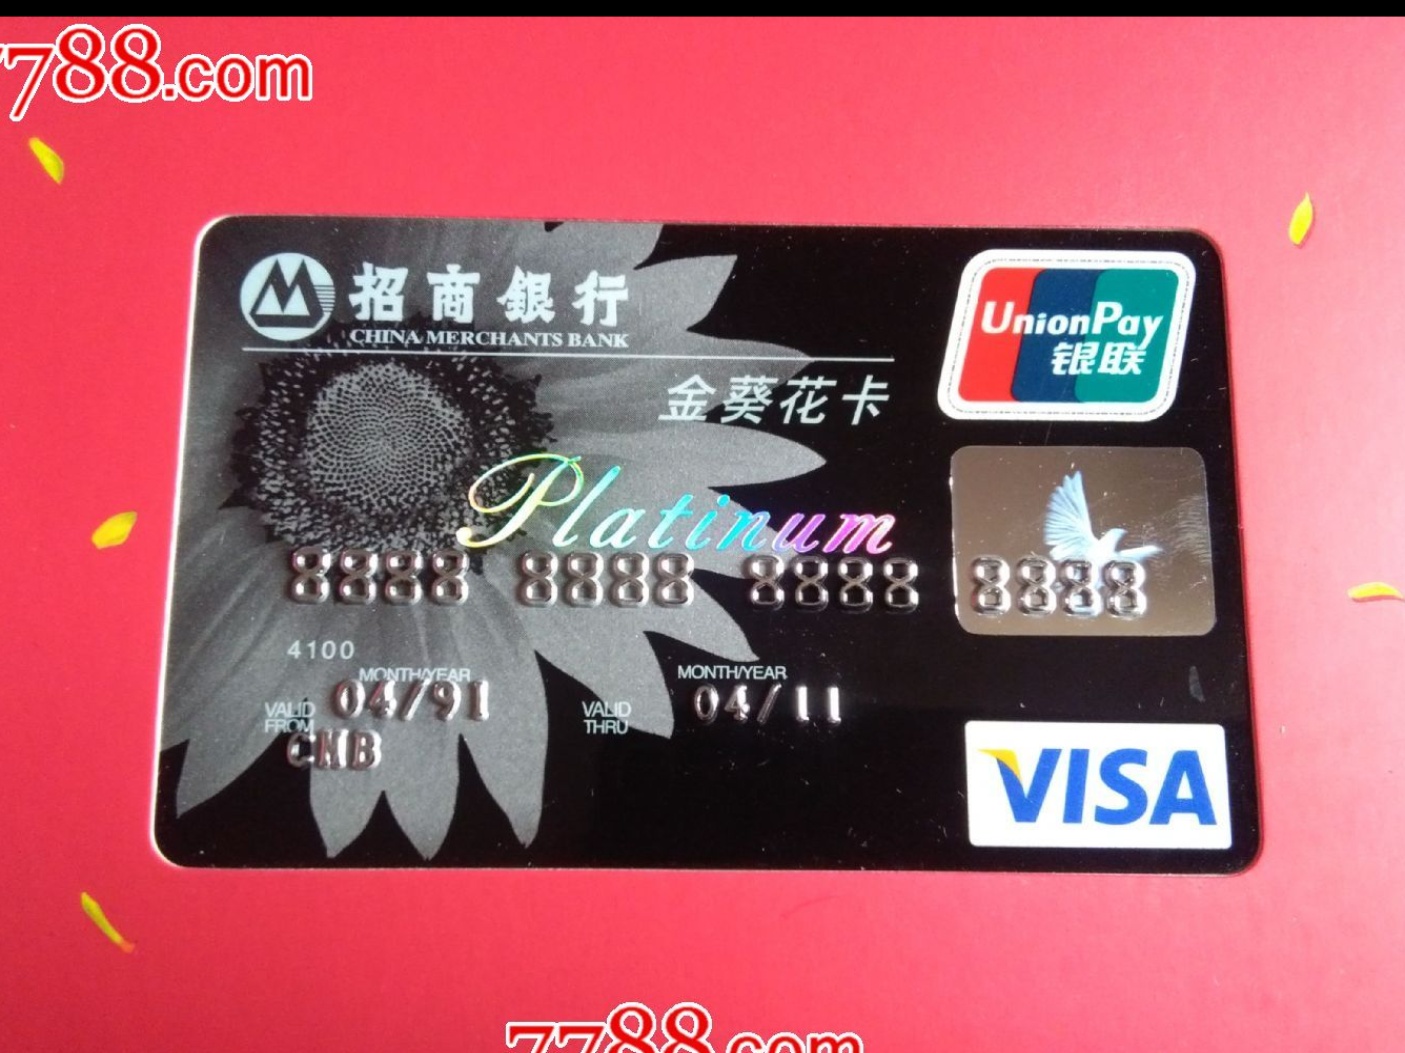 7788.com
招商銀行
CHINA MERCHANTS BANK
UnionPay
银联
金葵花卡
Platinum
8888 8888 8888 8888
4100
MONTH/YEAR MONTH/YEAR
VALID FROM 04/91 VALID THRU 04/11
CMB
VISA
7788.com